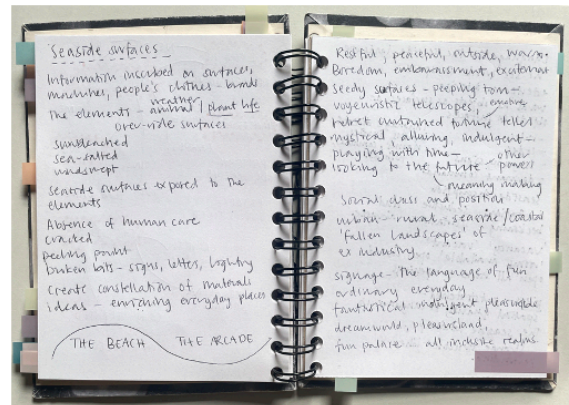 Seaside surfaces
Information inscribed on surfaces,
machines, people's clothes - brands
weather
The elements - animal / plant life
over-ride surfaces
sunbleached
sea-salted
windswept
Seaside surfaces exposed to the
elements
Absence of human care
crusted
peeling paint
broken bits - signs, letters, lighting
create constellation of materials
ideas - enriching everyday places
THE BEACH THE ARCADE
Restful, peaceful, outside, warm
Boredom, embarrassment, excitement
seedy surfaces - peeping tom -
voyeuristic telescopes,
robot contained fortune teller
mystical, alluring, indulgent -
playing with time -
looking to the future - other
powers
meaning making
Social class and position
urban - rural, seaside/coastal
'fallen landscapes' of
ex industry
signage - The language of fun
ordinary everyday
fantastical indulgent pleasurable
dreamworld, pleasureland,
fun palace all inclusive realms